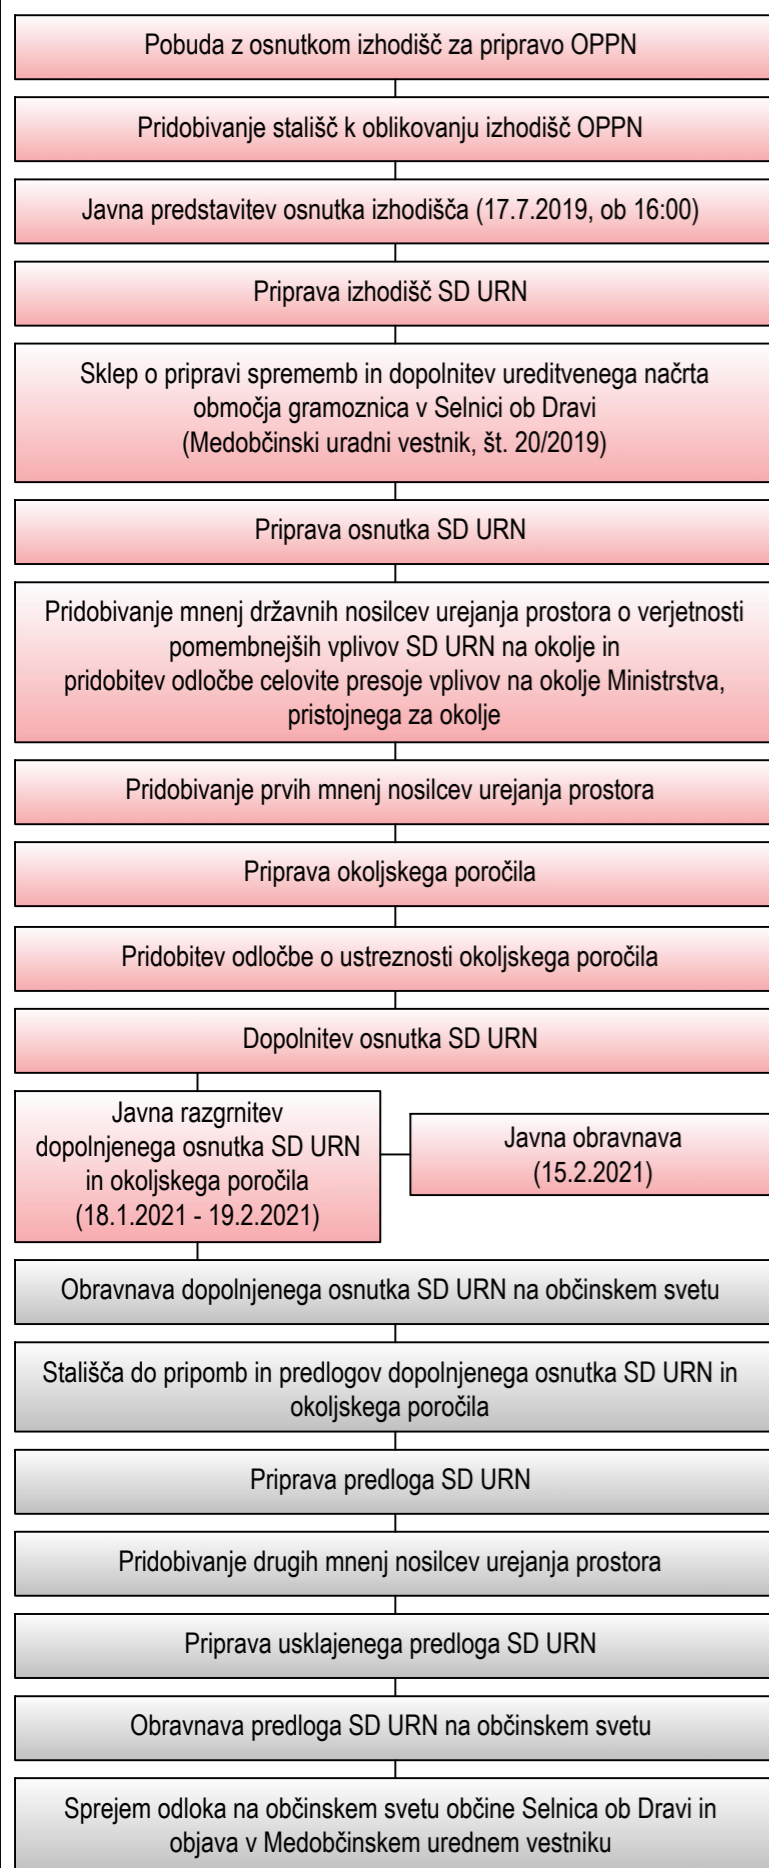 Pobuda z osnutkom izhodišč za pripravo OPPN
Pridobivanje stališč k oblikovanju izhodišč OPPN
Javna predstavitev osnutka izhodišča (17.7.2019, ob 16:00)
Priprava izhodišč SD URN
Sklep o pripravi sprememb in dopolnitev ureditvenega načrta
območja gramoznica v Selnici ob Dravi
(Medobčinski uradni vestnik, št. 20/2019)
Priprava osnutka SD URN
Pridobivanje mnenj državnih nosilcev urejanja prostora o verjetnosti
pomembnejših vplivov SD URN na okolje in
pridobitev odločbe celovite presoje vplivov na okolje Ministrstva,
pristojnega za okolje
Pridobivanje prvih mnenj nosilcev urejanja prostora
Priprava okoljskega poročila
Pridobitev odločbe o ustreznosti okoljskega poročila
Dopolnitev osnutka SD URN
Javna razgrnitev
dopolnjenega osnutka SD URN
in okoljskega poročila
(18.1.2021 - 19.2.2021)
Javna obravnava
(15.2.2021)
Obravnava dopolnjenega osnutka SD URN na občinskem svetu
Stališča do pripomb in predlogov dopolnjenega osnutka SD URN in
okoljskega poročila
Priprava predloga SD URN
Pridobivanje drugih mnenj nosilcev urejanja prostora
Priprava usklajenega predloga SD URN
Obravnava predloga SD URN na občinskem svetu
Sprejem odloka na občinskem svetu občine Selnica ob Dravi in
objava v Medobčinskem urednem vestniku